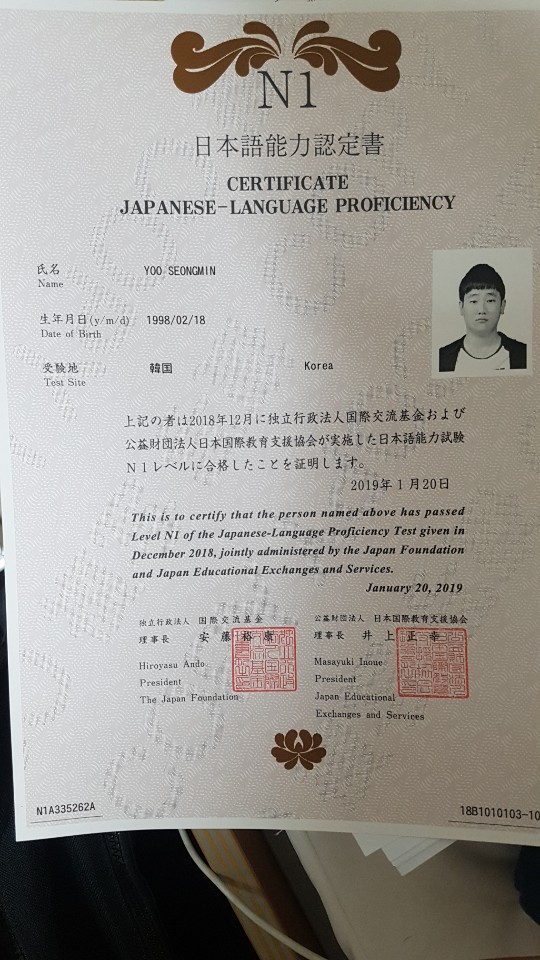 N1
日本語能力認定書
CERTIFICATE
JAPANESE-LANGUAGE PROFICIENCY
氏名 YOO SEONGMIN
Name
生年月日(y/m/d) 1998/02/18
Date of Birth
受験地 韓国 Korea
Test Site
上記の者は2018年12月に独立行政法人国際交流基金および
公益財団法人日本国際教育支援協会が実施した日本語能力試験
N1レベルに合格したことを証明します。
2019年1月20日
This is to certify that the person named above has passed
Level N1 of the Japanese-Language Proficiency Test given in
December 2018, jointly administered by the Japan Foundation
and Japan Educational Exchanges and Services.
January 20, 2019
独立行政法人 国際交流基金
理事長 安藤裕康
Hiroyasu Ando
President
The Japan Foundation
公益財団法人 日本国際教育支援協会
理事長 井上正幸
Masayuki Inoue
President
Japan Educational
Exchanges and Services
N1A335262A
18B1010103-10